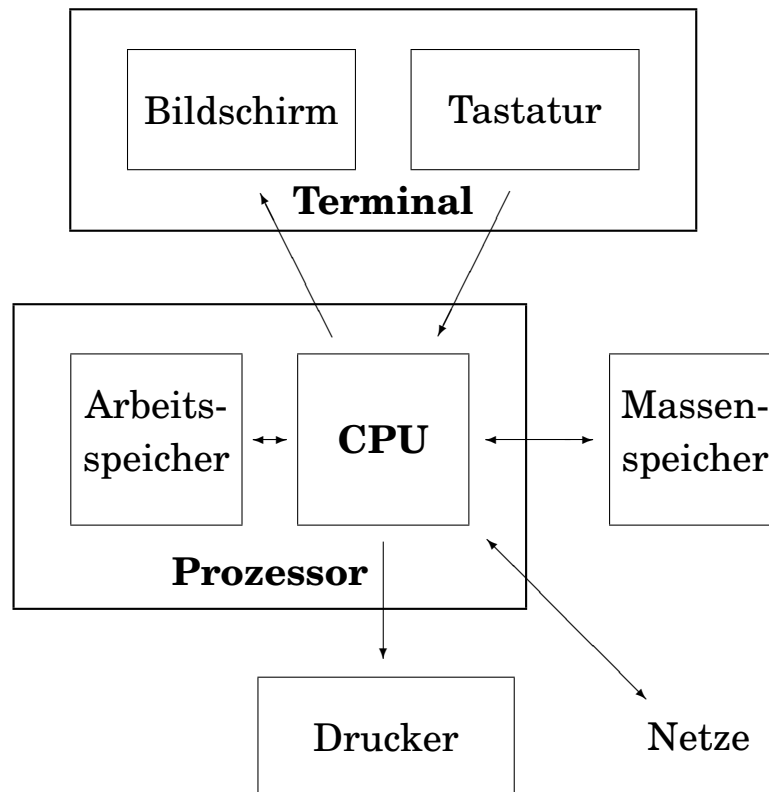 Bildschirm
Tastatur
Terminal
Arbeits-
speicher
CPU
Massen-
speicher
Prozessor
Drucker
Netze